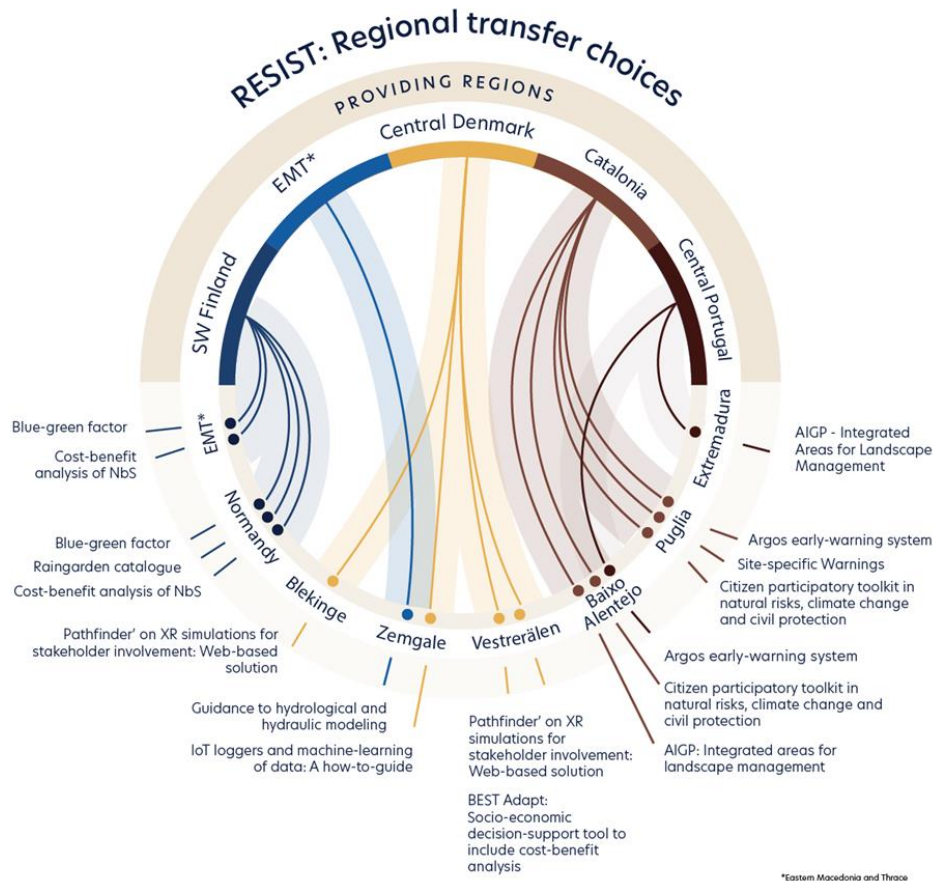 RESIST: Regional transfer choices
PROVIDING REGIONS
Central Denmark
EMT*
Catalonia
SW Finland
Central Portugal
EMT*
Extremadura
Normandy
Puglia
Blekinge
Baixo
Alentejo
Zemgale
Vestrerälen
Blue-green factor
Cost-benefit
analysis of NbS
Blue-green factor
Raingarden catalogue
Cost-benefit analysis of NbS
Pathfinder' on XR simulations for
stakeholder involvement: Web-based
solution
Guidance to hydrological and
hydraulic modeling
IoT loggers and machine-learning
of data: A how-to-guide
Pathfinder' on XR
simulations for
stakeholder involvement:
Web-based solution
BEST Adapt:
Socio-economic
decision-support tool to
include cost-benefit
analysis
AIGP - Integrated
Areas for Landscape
Management
Argos early-warning system
Site-specific Warnings
Citizen participatory toolkit in
natural risks, climate change
and civil protection
Argos early-warning system
Citizen participatory toolkit in
natural risks, climate change and
civil protection
AIGP: Integrated areas for
landscape management
*Eastern Macedonia and Thrace